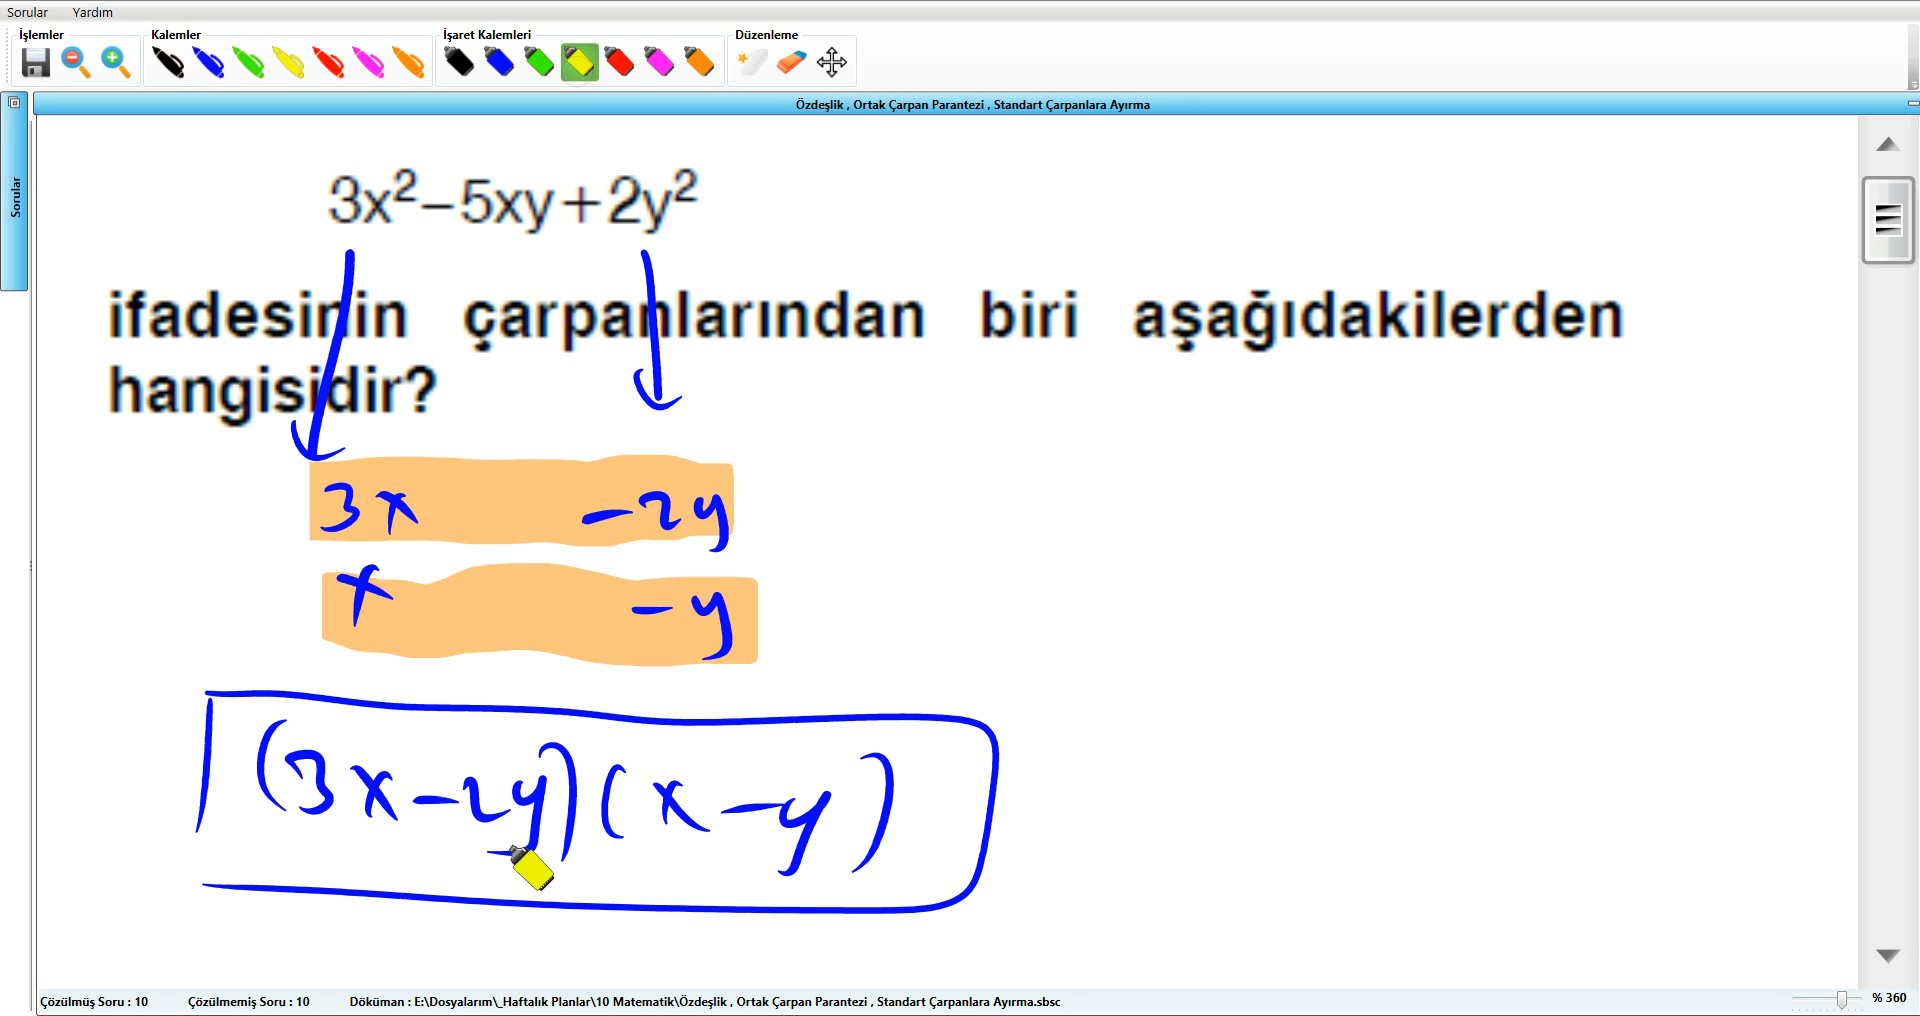 Sorular Yardım
İşlemler Kalemler İşaret Kalemleri Düzenleme
Özdeşlik , Ortak Çarpan Parantezi , Standart Çarpanlara Ayırma
Sorular
3x²−5xy+2y²
ifadesinin çarpanlarından biri aşağıdakilerden
hangisidir?
3x −2y
x −y
(3x−2y)(x−y)
Çözülmüş Soru : 10 Çözülmemiş Soru : 10 Döküman : E:\Dosyalarım\_Haftalık Planlar\10 Matematik\Özdeşlik , Ortak Çarpan Parantezi , Standart Çarpanlara Ayırma.sbsc % 360